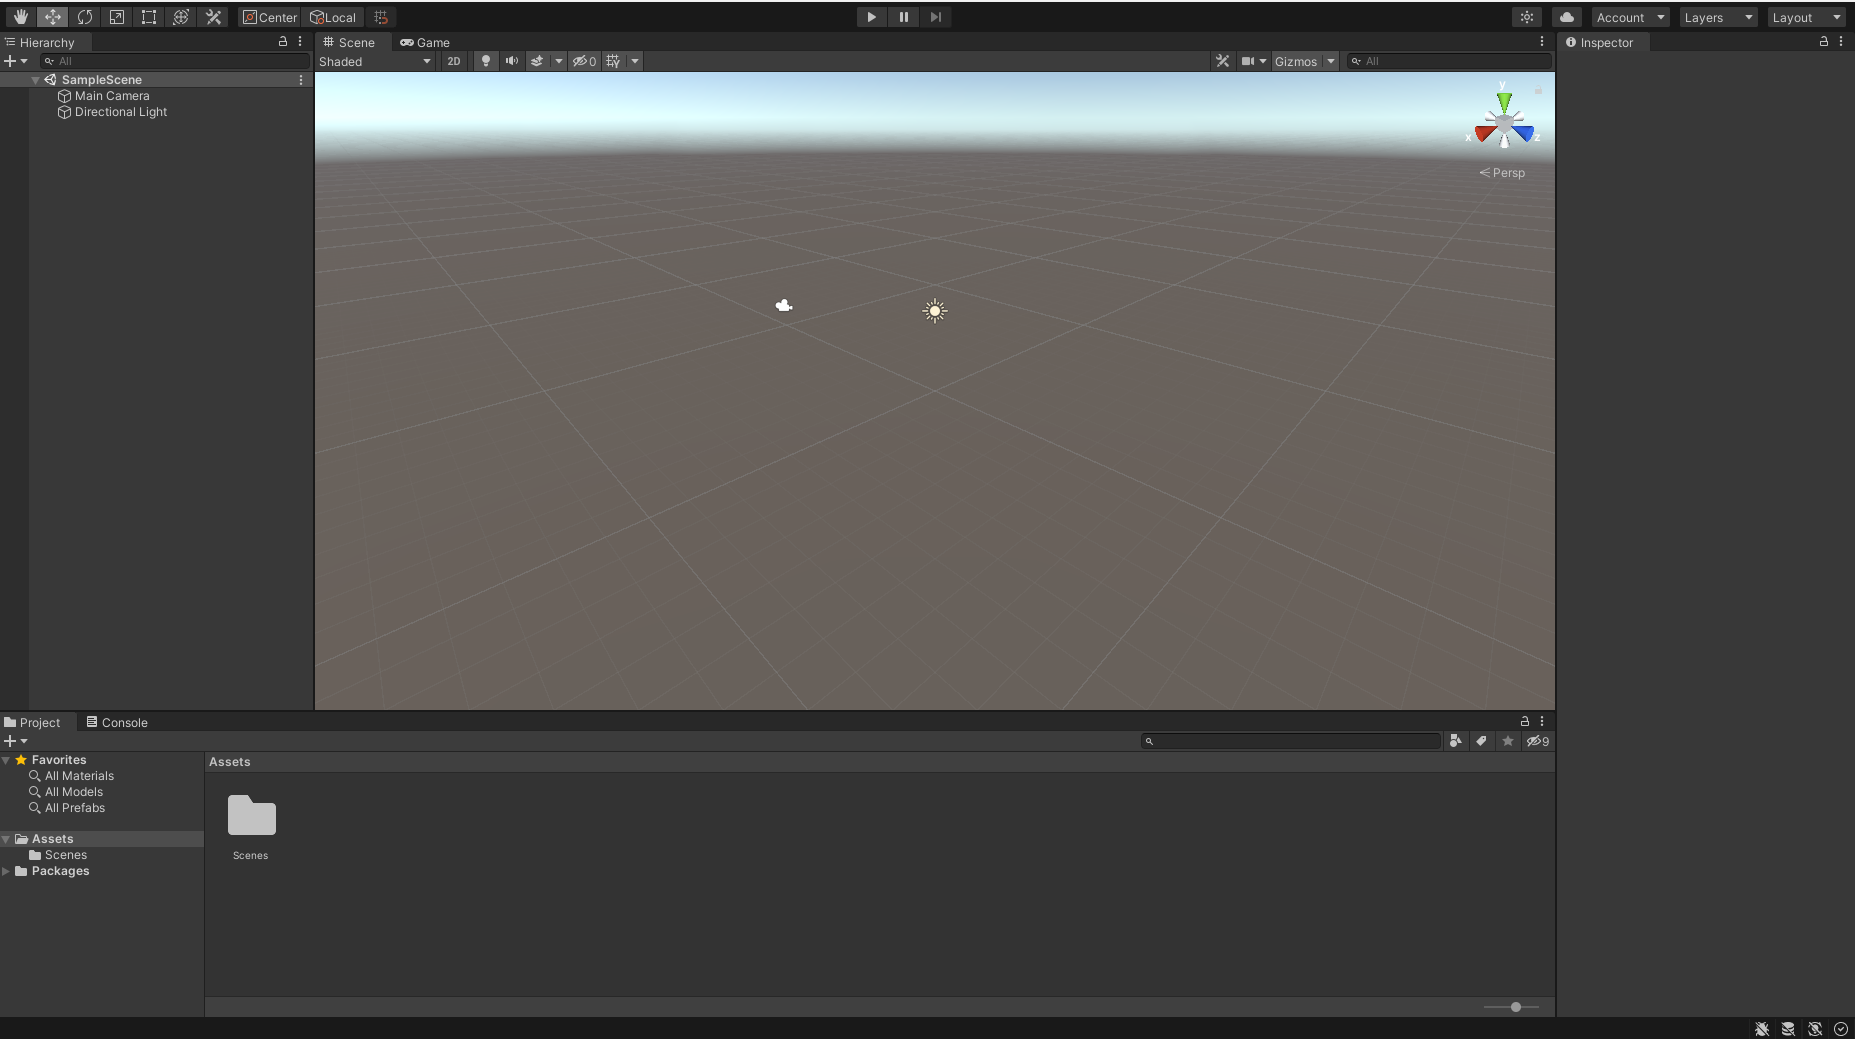 Center Local Account Layers Layout
Hierarchy
All
SampleScene
Main Camera
Directional Light
Scene Game
Shaded 2D 0 Gizmos All
y
x z
Persp
Inspector
Project Console
9
Favorites
All Materials
All Models
All Prefabs
Assets
Scenes
Packages
Assets
Scenes